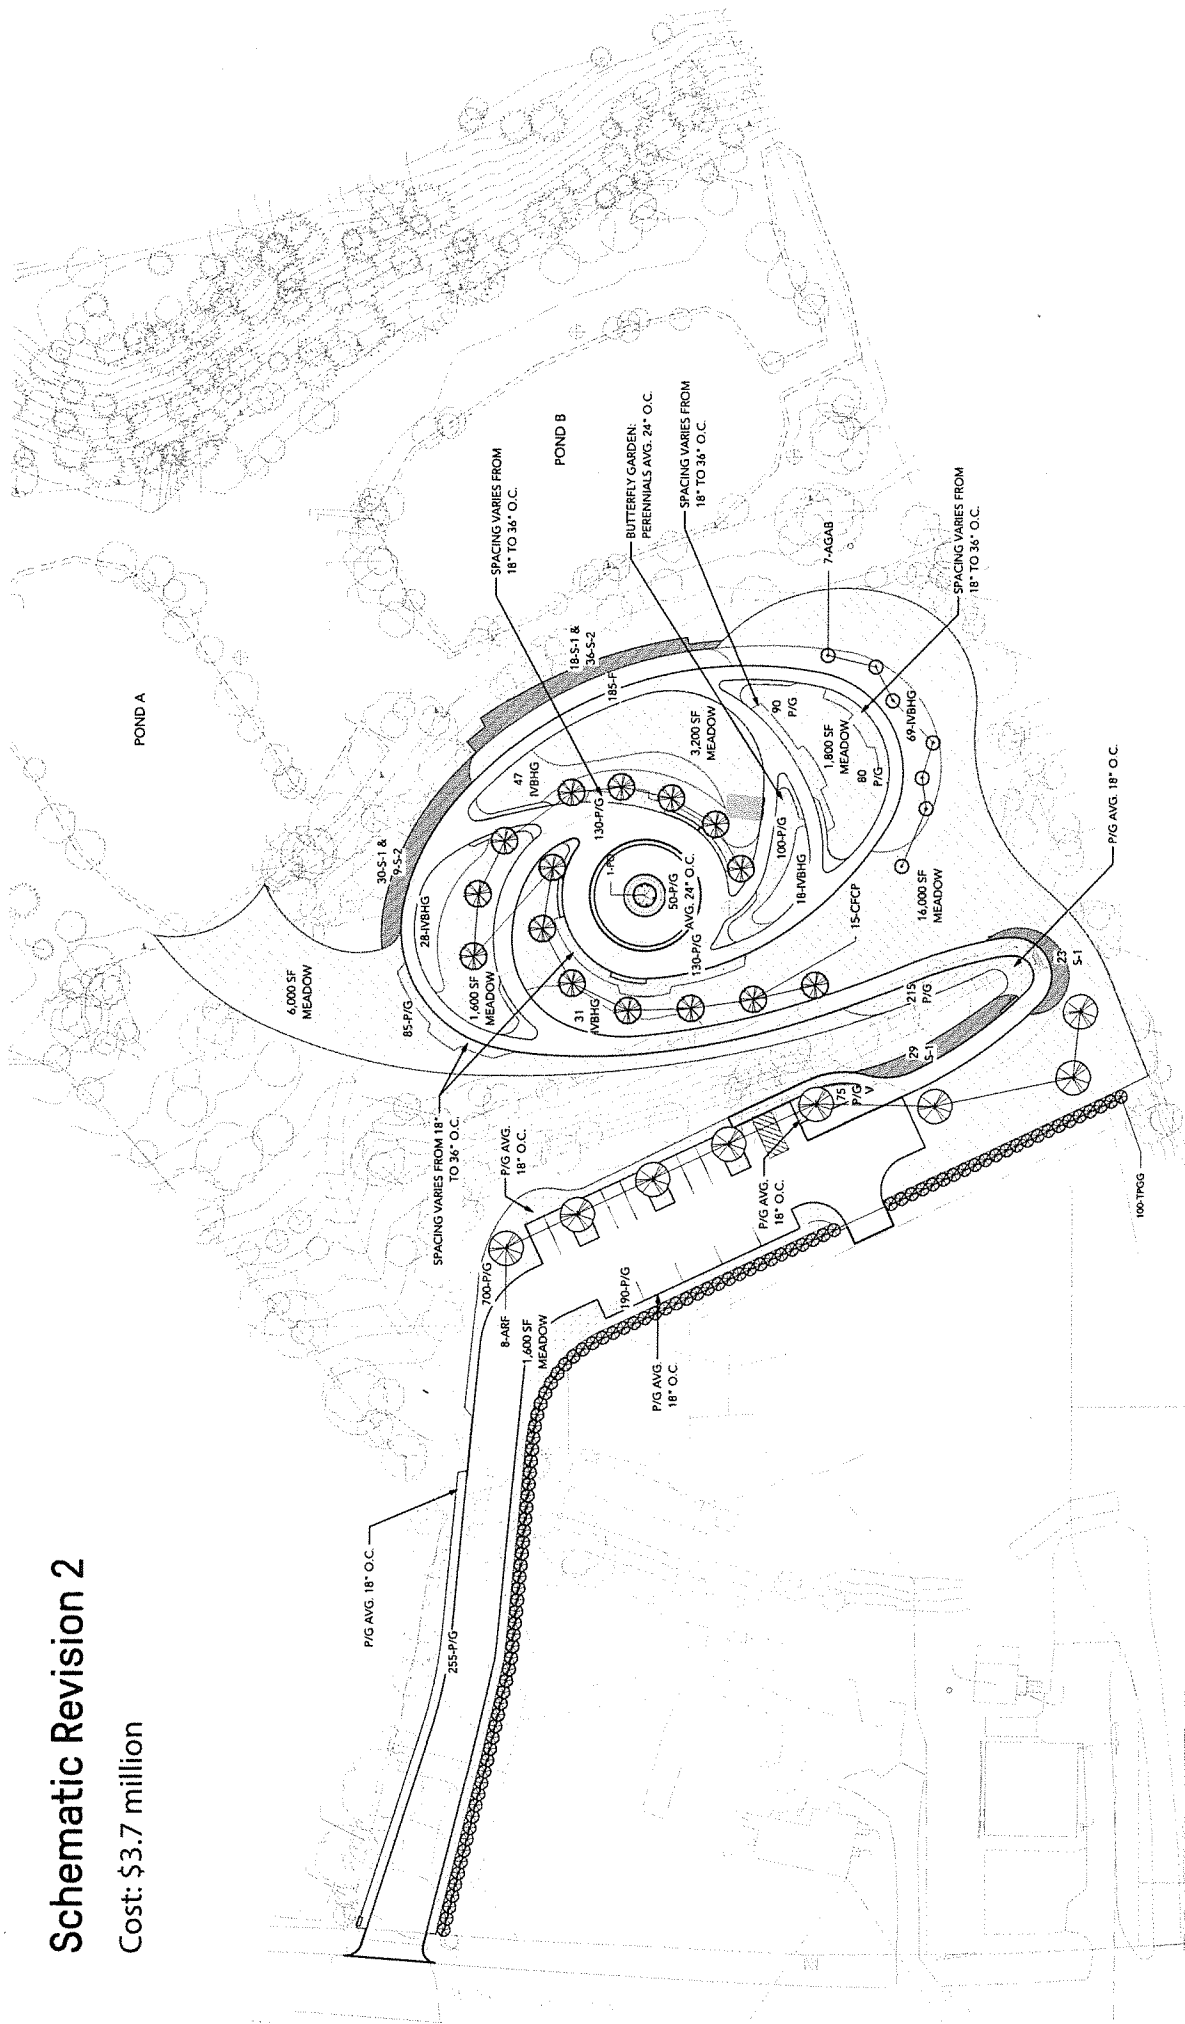 Schematic Revision 2
Cost: $3.7 million
POND A
POND B
SPACING VARIES FROM
18" TO 36" O.C.
BUTTERFLY GARDEN:
PERENNIALS AVG. 24" O.C.
SPACING VARIES FROM
18" TO 36" O.C.
SPACING VARIES FROM
18" TO 36" O.C.
7-AGAB
18-S-1 &
36-S-2
185-F
30-S-1 &
9-S-2
6,000 SF
MEADOW
85-P/G
28-IVBHG
1,600 SF
MEADOW
47
IVBHG
130-P/G
3,200 SF
MEADOW
90
P/G
1,800 SF
MEADOW
80
P/G
69-IVBHG
100-P/G
18-IVBHG
50-P/G
AVG. 24" O.C.
130-P/G
31
IVBHG
15-CFCP
16,000 SF
MEADOW
P/G AVG. 18" O.C.
215
P/G
23
S-1
29
S-1
75
P/G
SPACING VARIES FROM 18"
TO 36" O.C.
P/G AVG.
18" O.C.
P/G AVG.
18" O.C.
700-P/G
8-ARF
1,600 SF
MEADOW
190-P/G
P/G AVG.
18" O.C.
100-TPGG
P/G AVG. 18" O.C.
255-P/G